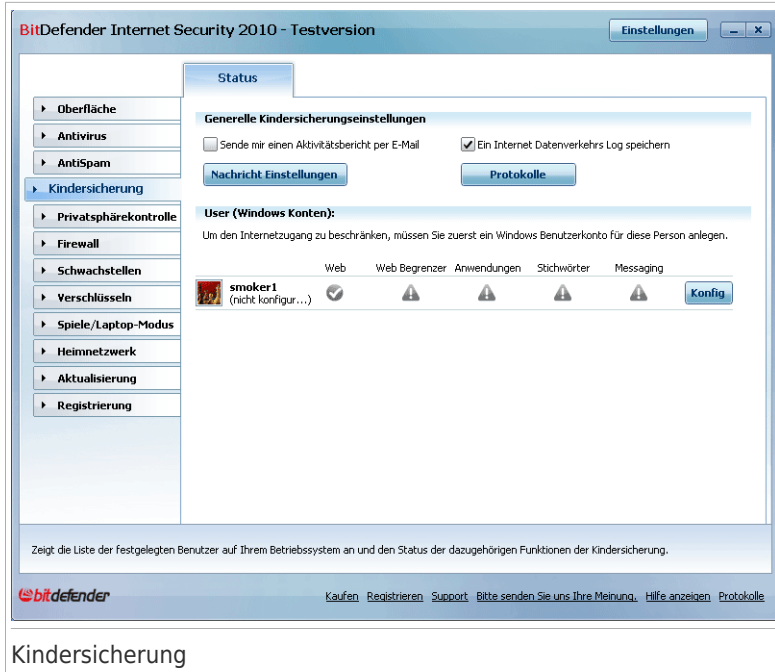 BitDefender Internet Security 2010 - Testversion
Einstellungen
Status
Oberfläche
Antivirus
AntiSpam
Kindersicherung
Privatsphärekontrolle
Firewall
Schwachstellen
Verschlüsseln
Spiele/Laptop-Modus
Heimnetzwerk
Aktualisierung
Registrierung
Generelle Kindersicherungseinstellungen
Sende mir einen Aktivitätsbericht per E-Mail
Ein Internet Datenverkehrs Log speichern
Nachricht Einstellungen
Protokolle
User (Windows Konten):
Um den Internetzugang zu beschränken, müssen Sie zuerst ein Windows Benutzerkonto für diese Person anlegen.
Web Web Begrenzer Anwendungen Stichwörter Messaging
smoker1
(nicht konfigur...)
Konfig
Zeigt die Liste der festgelegten Benutzer auf Ihrem Betriebssystem an und den Status der dazugehörigen Funktionen der Kindersicherung.
bitdefender
Kaufen Registrieren Support Bitte senden Sie uns Ihre Meinung. Hilfe anzeigen Protokolle
Kindersicherung